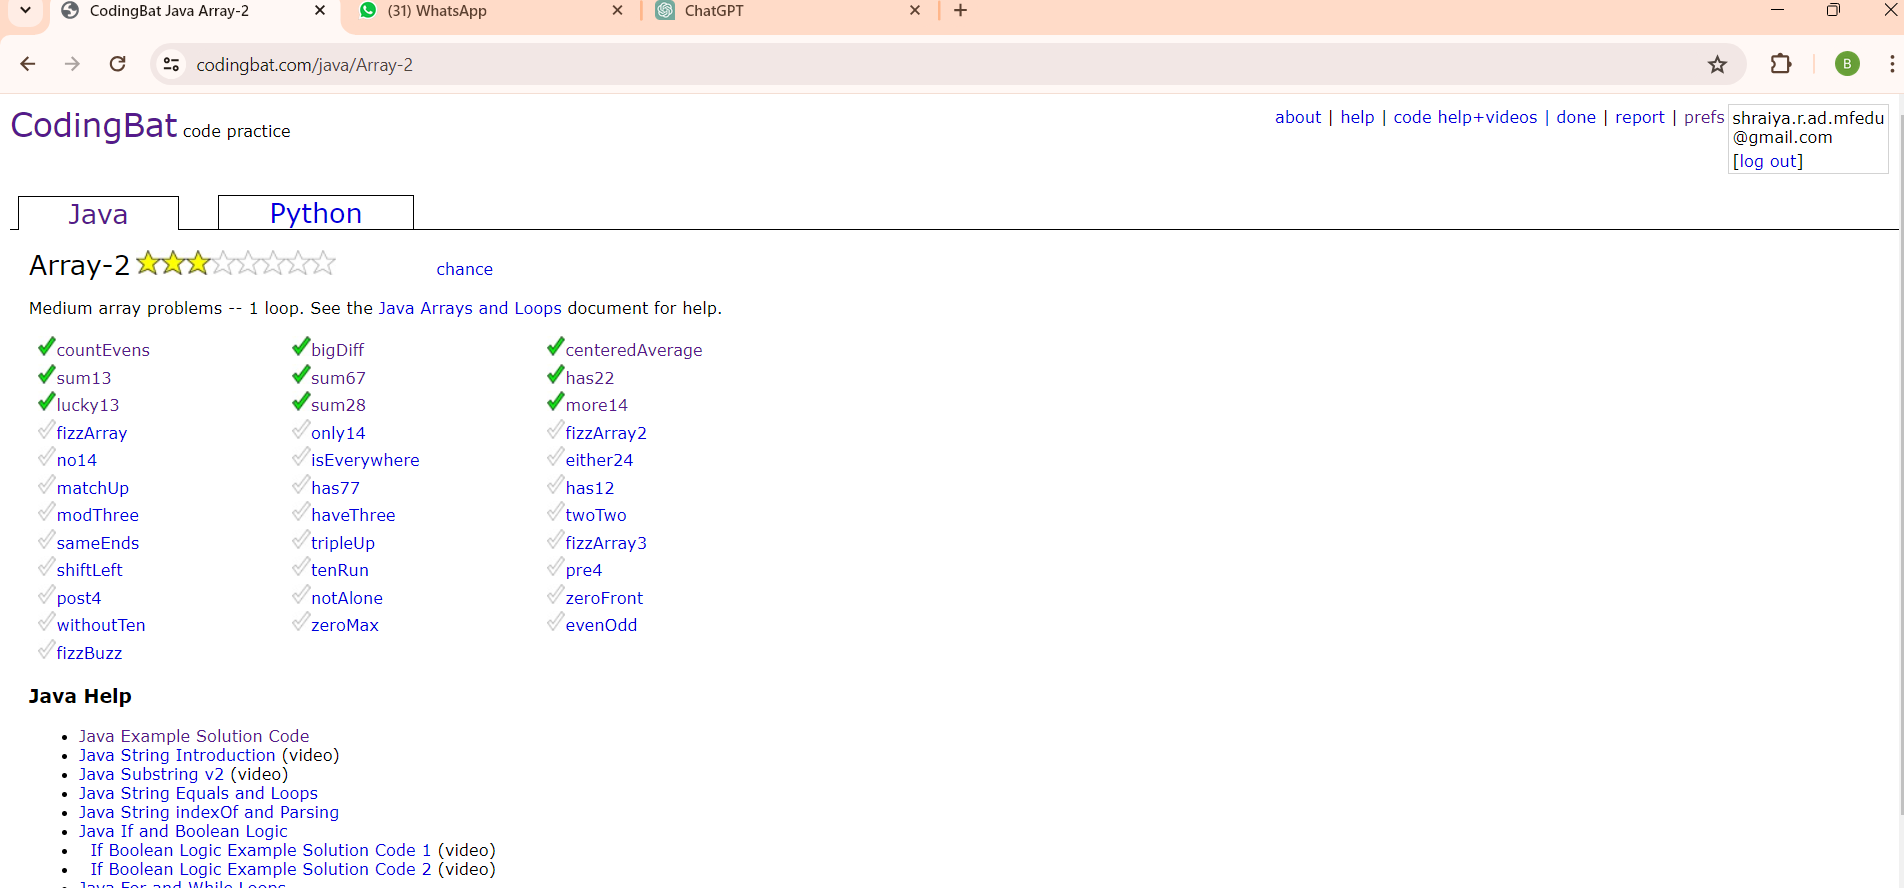 CodingBat Java Array-2
(31) WhatsApp
ChatGPT
codingbat.com/java/Array-2
B
CodingBat code practice
about | help | code help+videos | done | report | prefs
shraiya.r.ad.mfedu
@gmail.com
[log out]
Java
Python
Array-2
chance
Medium array problems -- 1 loop. See the Java Arrays and Loops document for help.
countEvens bigDiff centeredAverage
sum13 sum67 has22
lucky13 sum28 more14
fizzArray only14 fizzArray2
no14 isEverywhere either24
matchUp has77 has12
modThree haveThree twoTwo
sameEnds tripleUp fizzArray3
shiftLeft tenRun pre4
post4 notAlone zeroFront
withoutTen zeroMax evenOdd
fizzBuzz
Java Help
Java Example Solution Code
Java String Introduction (video)
Java Substring v2 (video)
Java String Equals and Loops
Java String indexOf and Parsing
Java If and Boolean Logic
If Boolean Logic Example Solution Code 1 (video)
If Boolean Logic Example Solution Code 2 (video)
Java For and While Loops